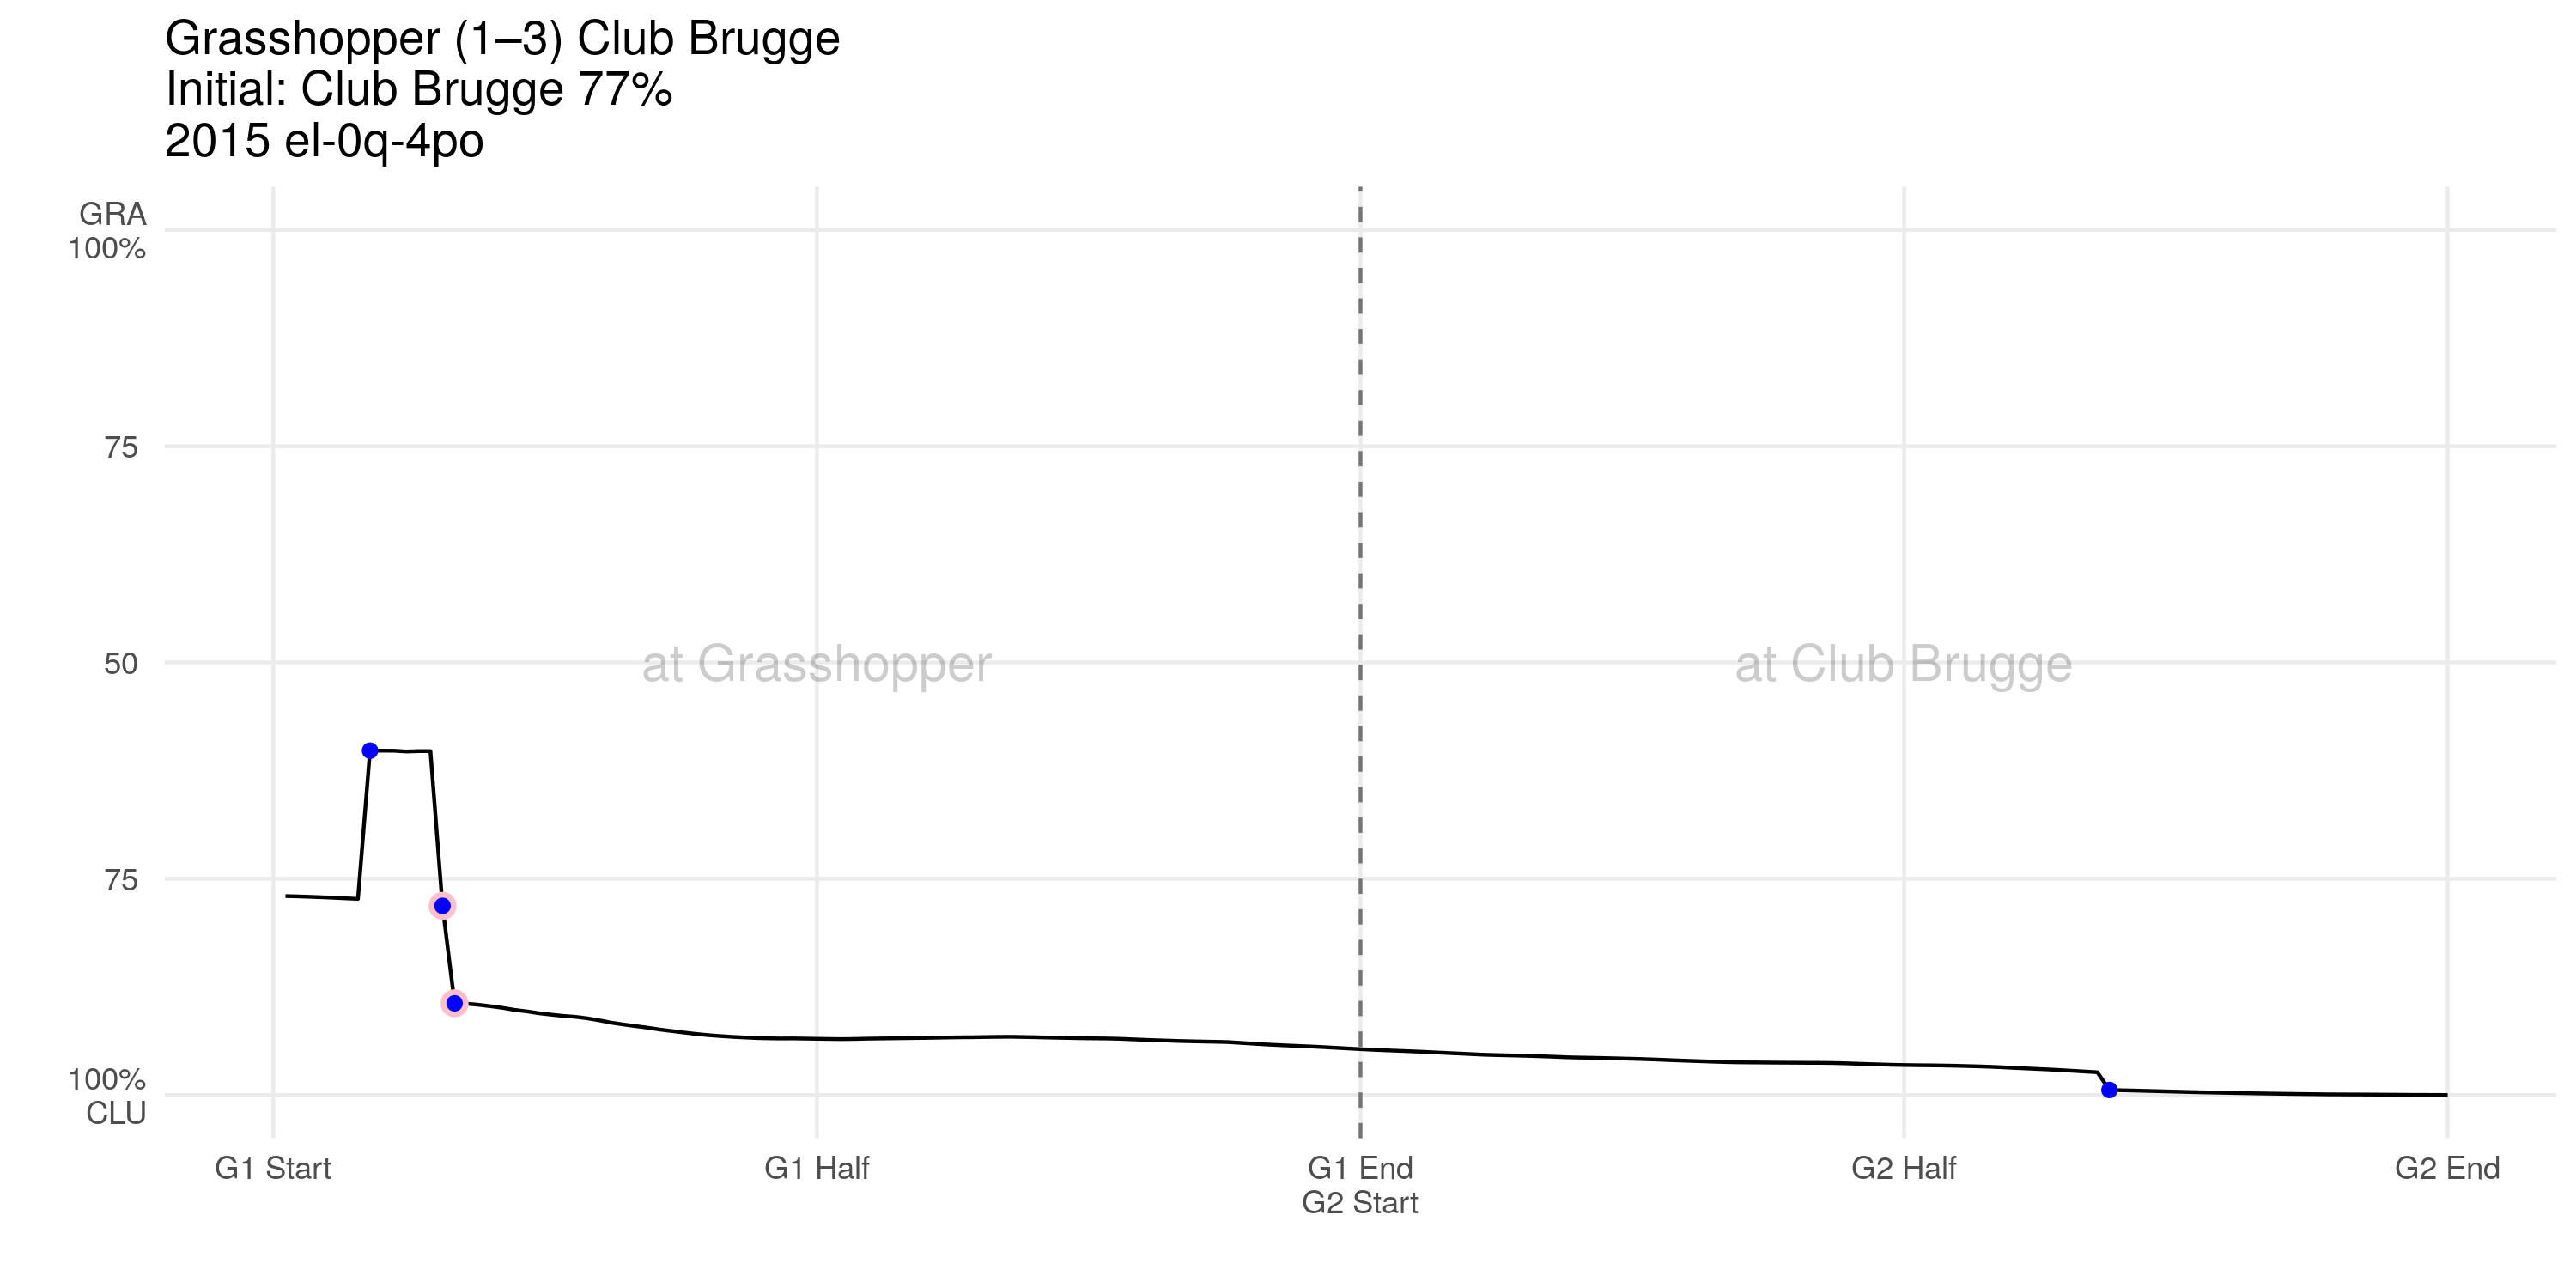 Grasshopper (1–3) Club Brugge
Initial: Club Brugge 77%
2015 el-0q-4po
GRA
100%
75
50
75
100%
CLU
at Grasshopper
at Club Brugge
G1 Start
G1 Half
G1 End
G2 Start
G2 Half
G2 End